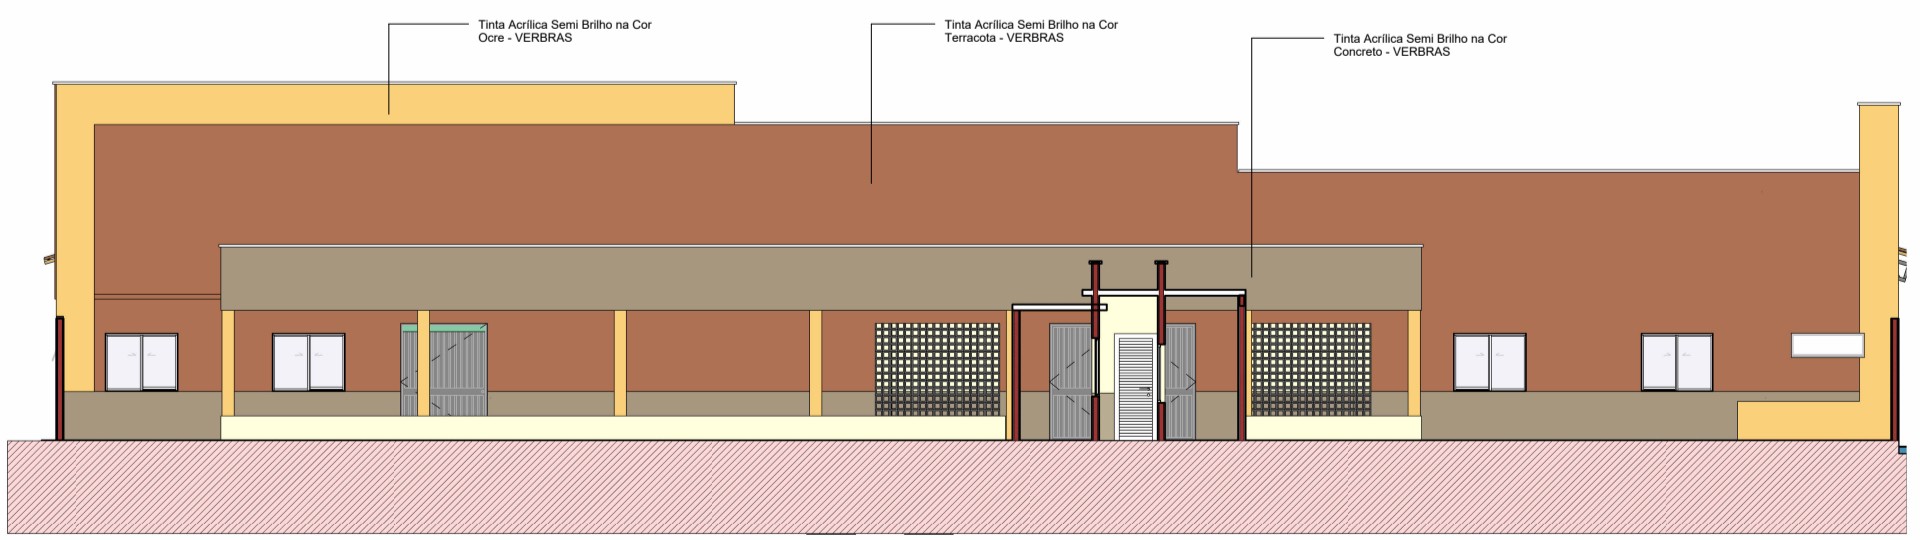 Tinta Acrílica Semi Brilho na Cor
Ocre - VERBRAS
Tinta Acrílica Semi Brilho na Cor
Terracota - VERBRAS
Tinta Acrílica Semi Brilho na Cor
Concreto - VERBRAS